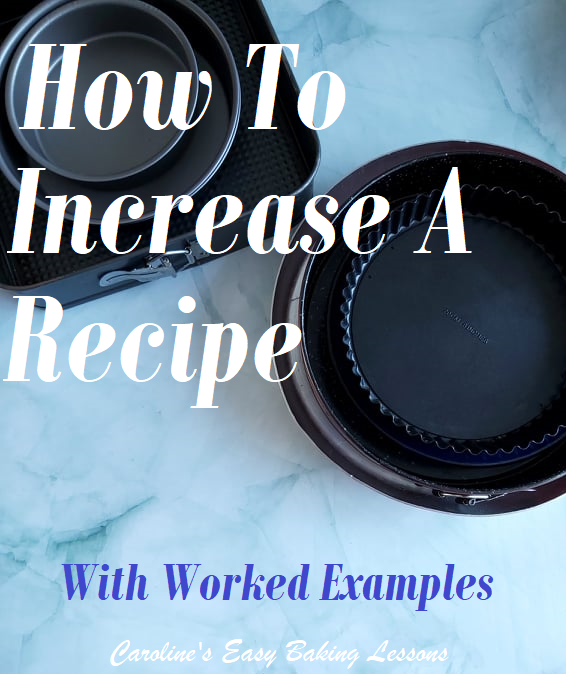 How To
Increase A
Recipe
With Worked Examples
Caroline's Easy Baking Lessons